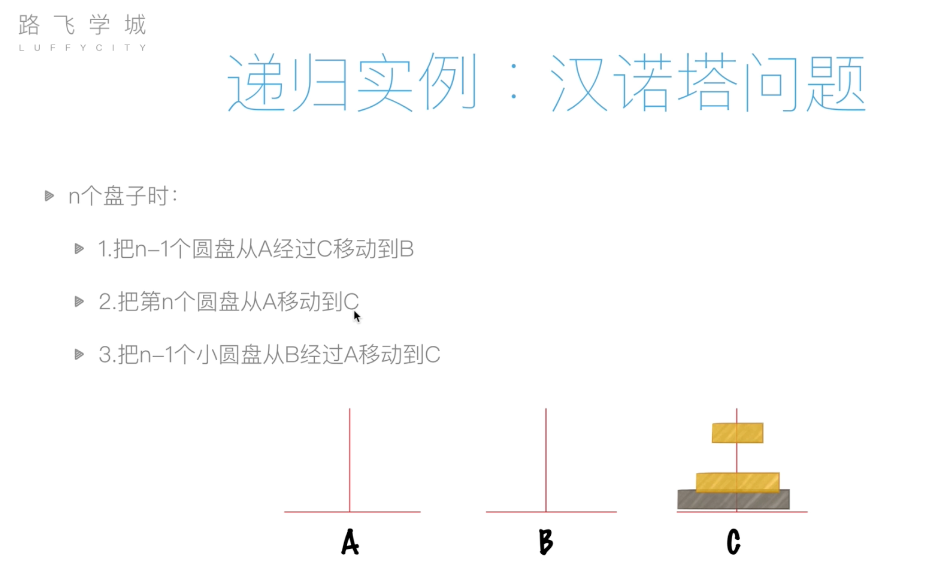 路飞学城
LUFFYCITY
递归实例：汉诺塔问题
n个盘子时：
1.把n-1个圆盘从A经过C移动到B
2.把第n个圆盘从A移动到C
3.把n-1个小圆盘从B经过A移动到C
A B C